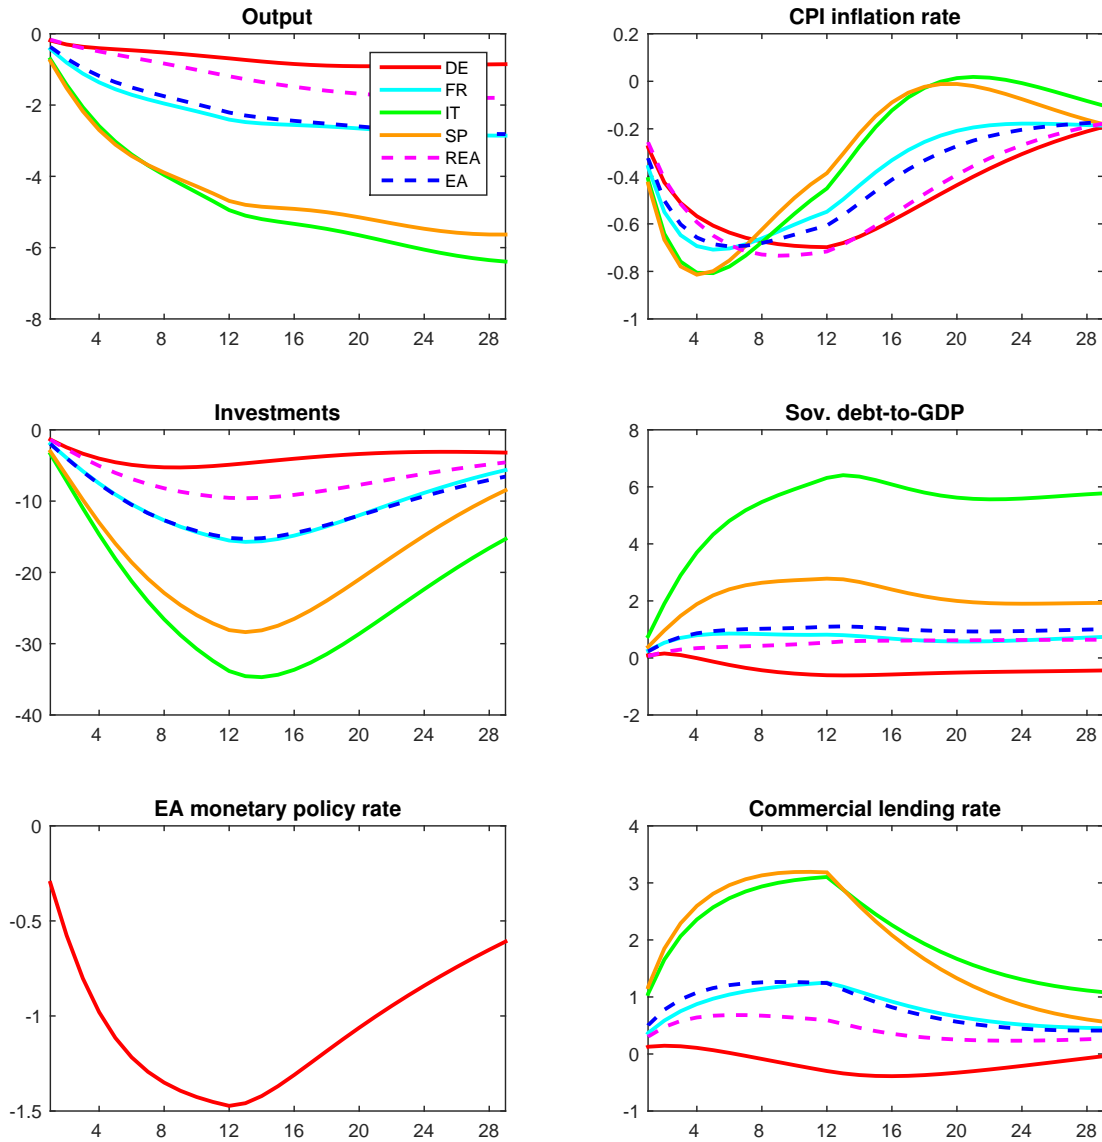 Output
0
-2
-4
-6
-8
4 8 12 16 20 24 28
DE
FR
IT
SP
REA
EA
CPI inflation rate
0.2
0
-0.2
-0.4
-0.6
-0.8
-1
4 8 12 16 20 24 28
Investments
0
-10
-20
-30
-40
4 8 12 16 20 24 28
Sov. debt-to-GDP
8
6
4
2
0
-2
4 8 12 16 20 24 28
EA monetary policy rate
0
-0.5
-1
-1.5
4 8 12 16 20 24 28
Commercial lending rate
4
3
2
1
0
-1
4 8 12 16 20 24 28